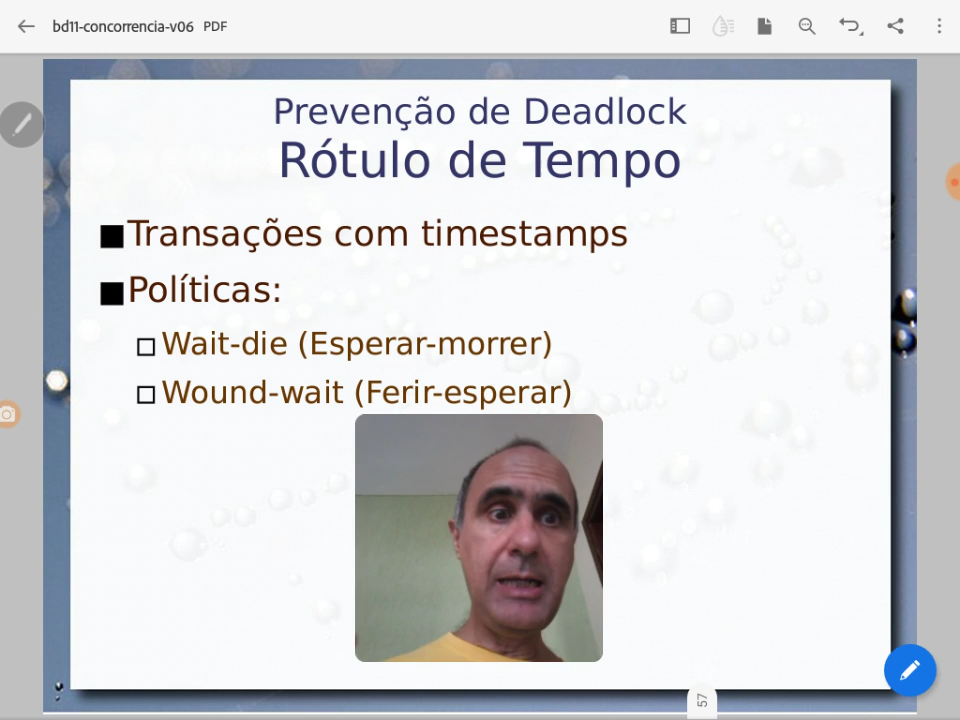 bd11-concorrencia-v06 PDF
Prevenção de Deadlock
Rótulo de Tempo
Transações com timestamps
Políticas:
Wait-die (Esperar-morrer)
Wound-wait (Ferir-esperar)
57